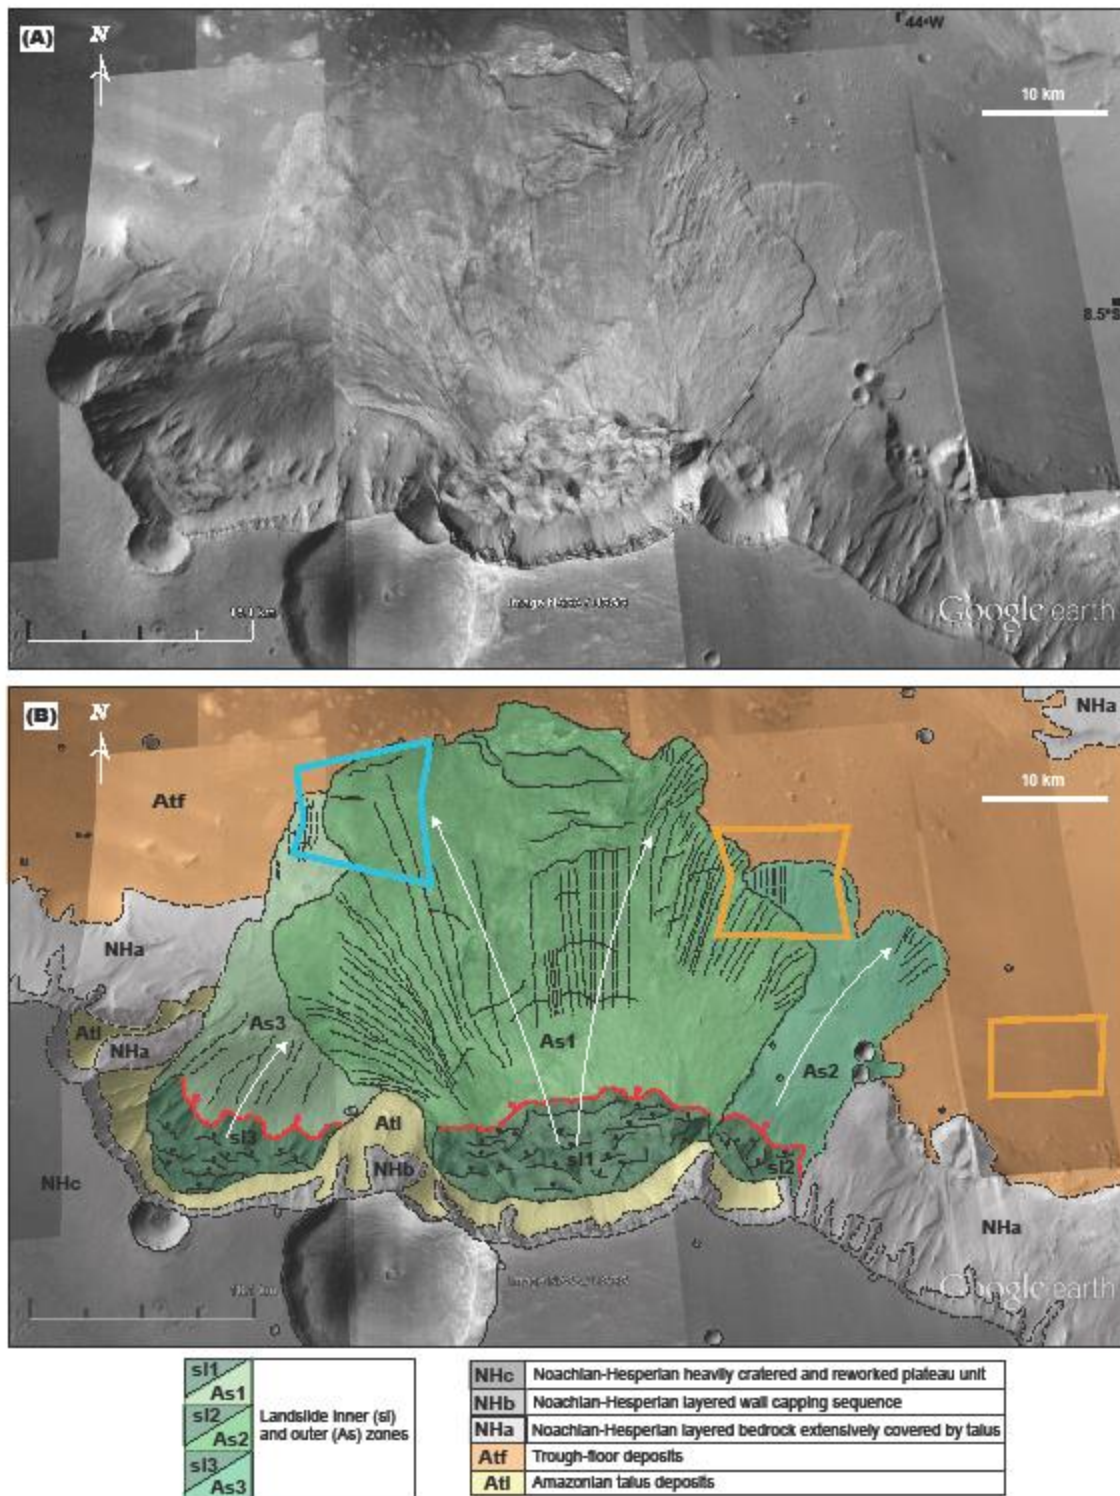 (A)
N
44°W
10 km
8.5°S
Google earth
(B)
N
NHa
10 km
Atf
NHa
Atl
NHa
As3
As1
As2
sl3
Atl
NHb
sl1
sl2
NHc
NHa
Google earth
sl1
As1
sl2
As2
sl3
As3
Landslide inner (sl)
and outer (As) zones
NHc Noachian-Hesperian heavily cratered and reworked plateau unit
NHb Noachian-Hesperian layered wall capping sequence
NHa Noachian-Hesperian layered bedrock extensively covered by talus
Atf Trough-floor deposits
Atl Amazonian talus deposits